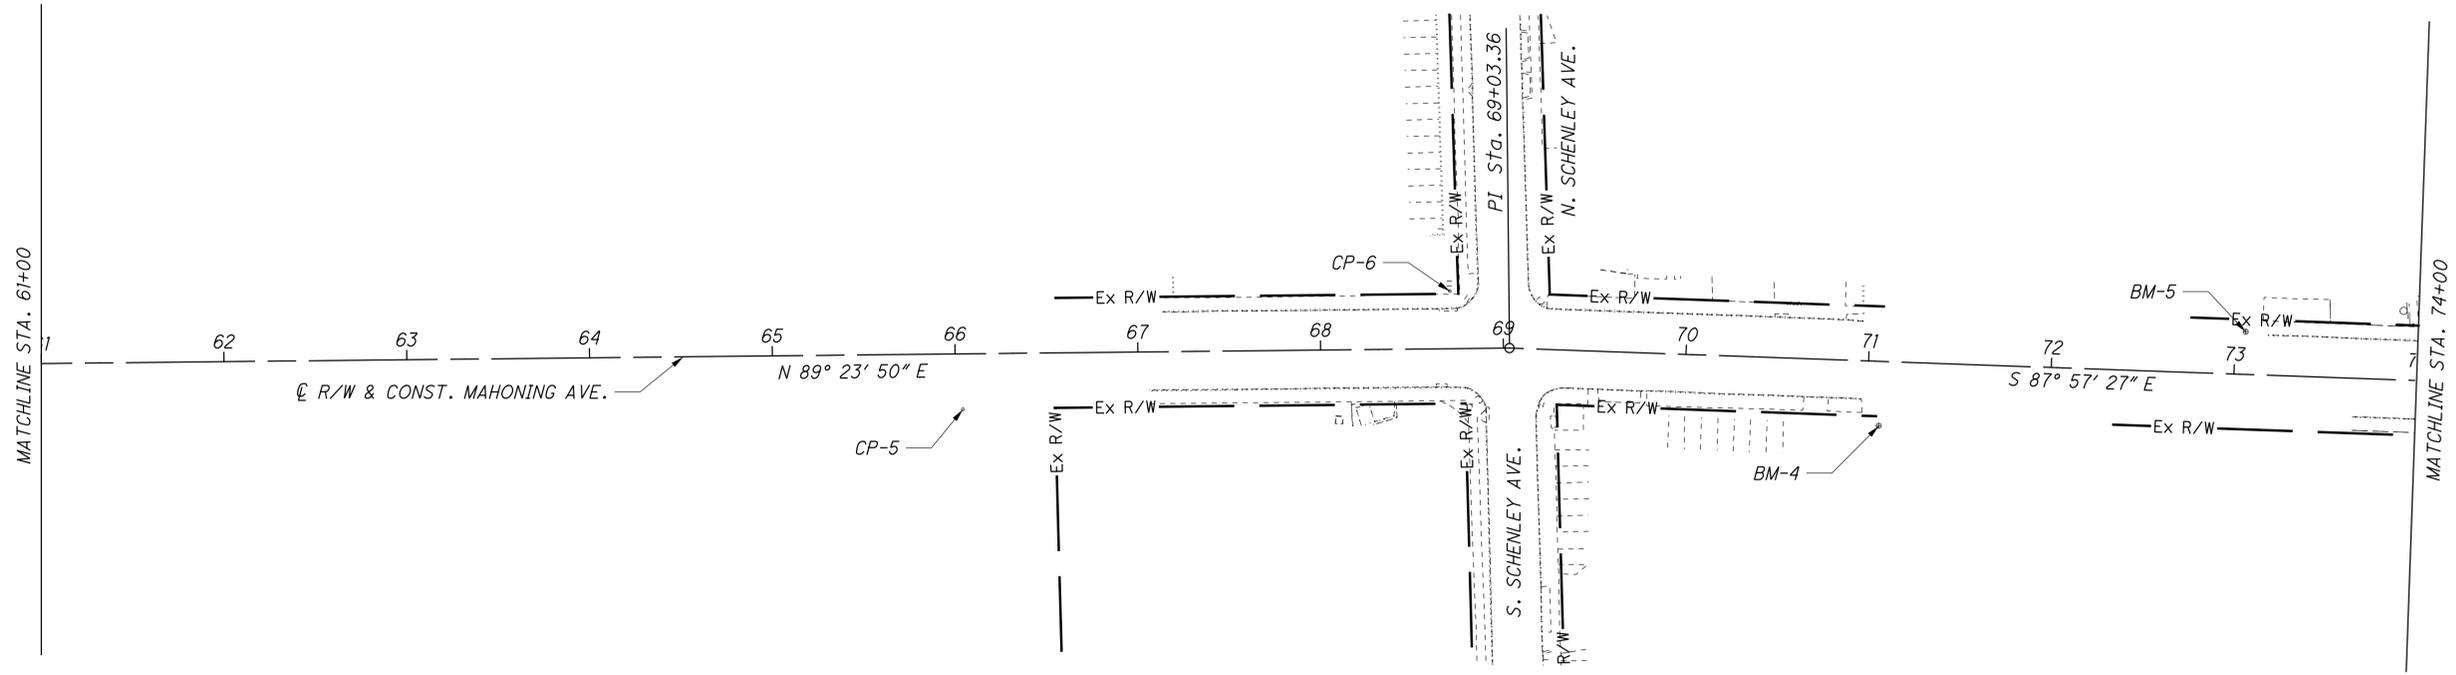 MATCHLINE STA. 61+00
62
63
64
65
66
67
68
69
70
71
72
73
PI Sta. 69+03.36
N. SCHENLEY AVE.
Ex R/W
Ex R/W
CP-6
Ex R/W
Ex R/W
BM-5
Ex R/W
N 89° 23' 50" E
S 87° 57' 27" E
℄ R/W & CONST. MAHONING AVE.
CP-5
Ex R/W
Ex R/W
Ex R/W
Ex R/W
Ex R/W
BM-4
S. SCHENLEY AVE.
R/W
MATCHLINE STA. 74+00